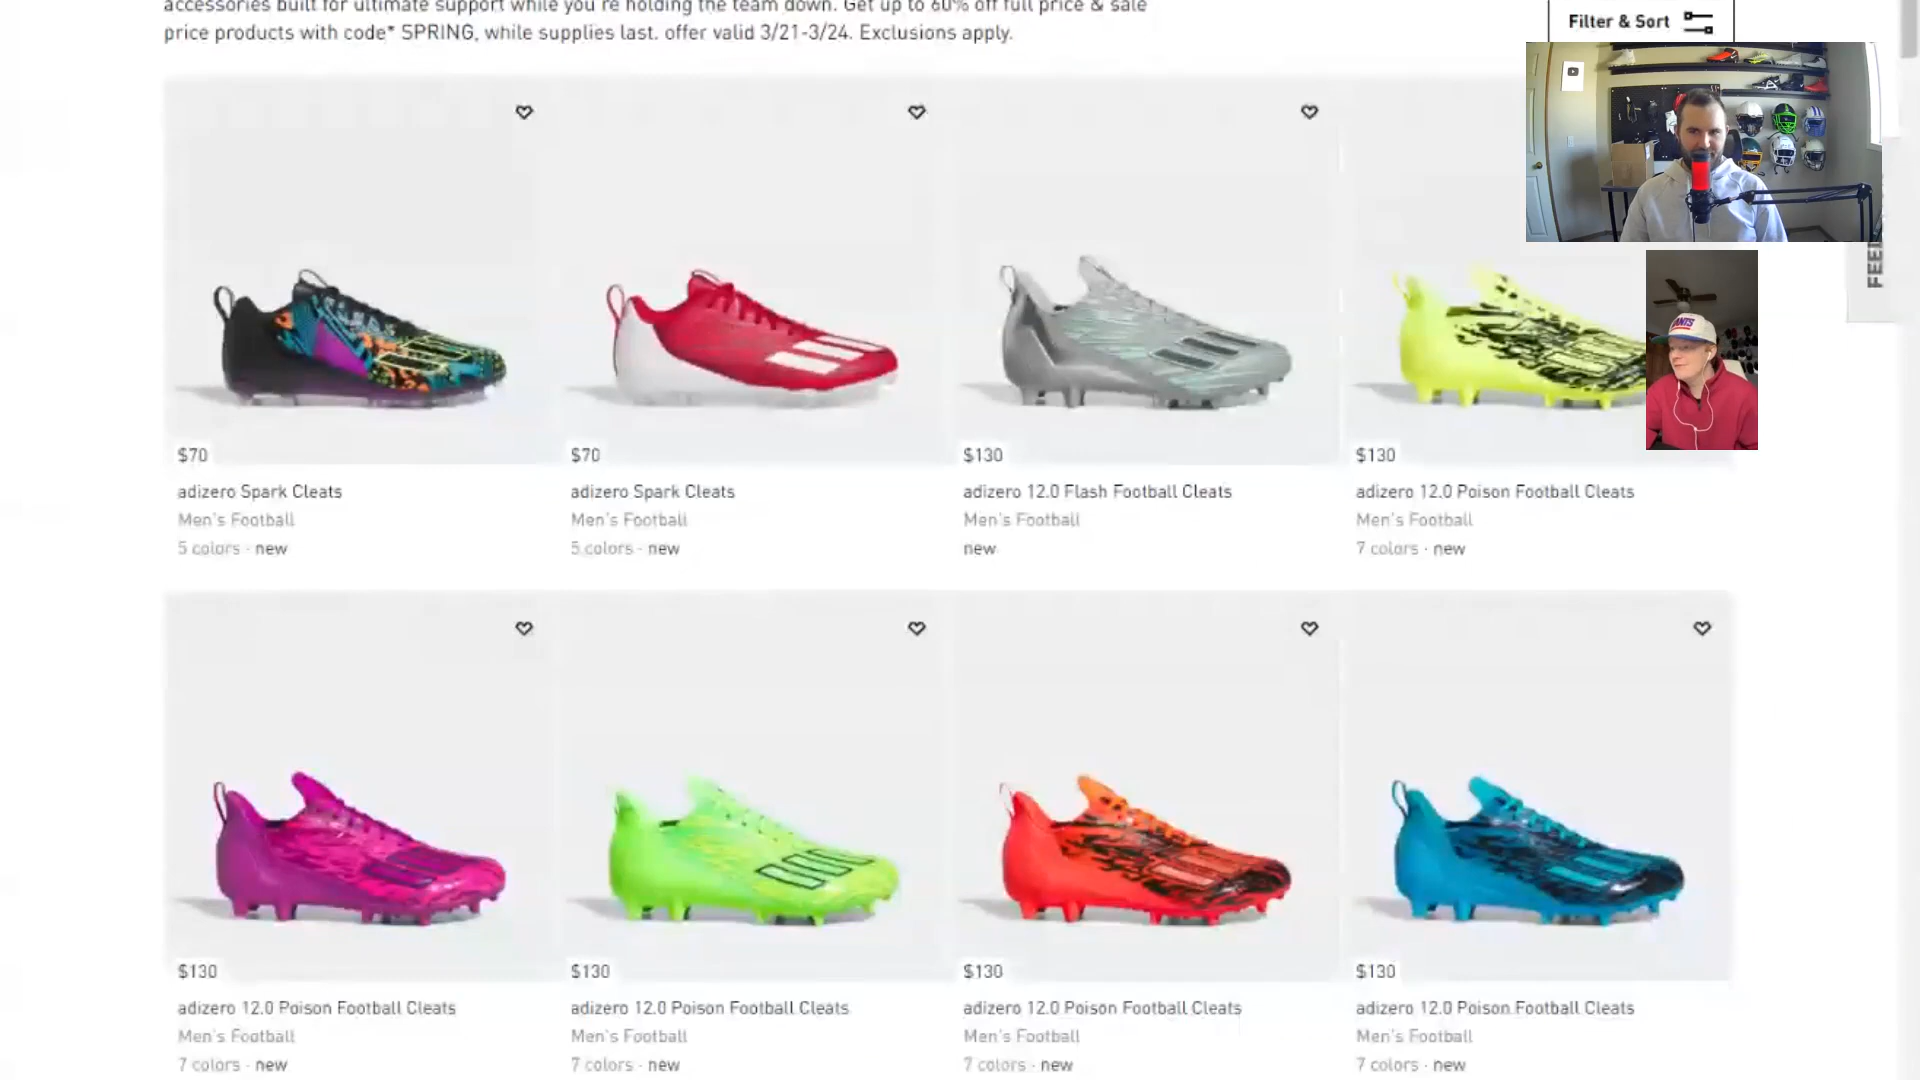 accessories built for ultimate support while you're holding the team down. Get up to 60% off full price & sale
price products with code* SPRING, while supplies last. offer valid 3/21-3/24. Exclusions apply.
Filter & Sort
$70
adizero Spark Cleats
Men's Football
5 colors · new
$70
adizero Spark Cleats
Men's Football
5 colors · new
$130
adizero 12.0 Flash Football Cleats
Men's Football
new
$130
adizero 12.0 Poison Football Cleats
Men's Football
7 colors · new
$130
adizero 12.0 Poison Football Cleats
Men's Football
7 colors · new
$130
adizero 12.0 Poison Football Cleats
Men's Football
7 colors · new
$130
adizero 12.0 Poison Football Cleats
Men's Football
7 colors · new
$130
adizero 12.0 Poison Football Cleats
Men's Football
7 colors · new